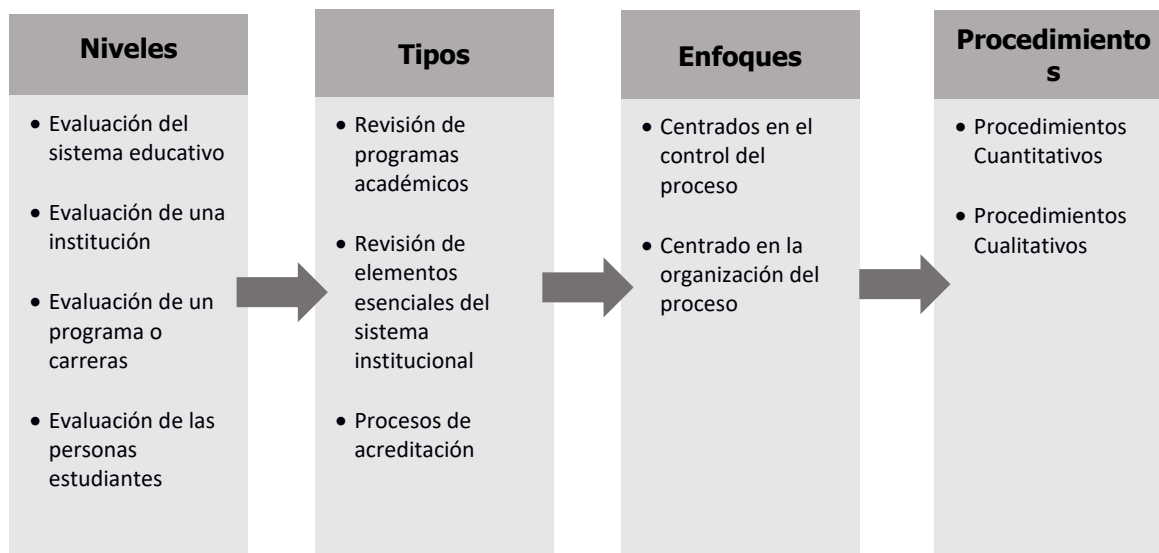 Niveles
• Evaluación del
sistema educativo
• Evaluación de una
institución
• Evaluación de un
programa o
carreras
• Evaluación de las
personas
estudiantes
Tipos
• Revisión de
programas
académicos
• Revisión de
elementos
esenciales del
sistema
institucional
• Procesos de
acreditación
Enfoques
• Centrados en el
control del
proceso
• Centrado en la
organización del
proceso
Procedimiento
s
• Procedimientos
Cuantitativos
• Procedimientos
Cualitativos